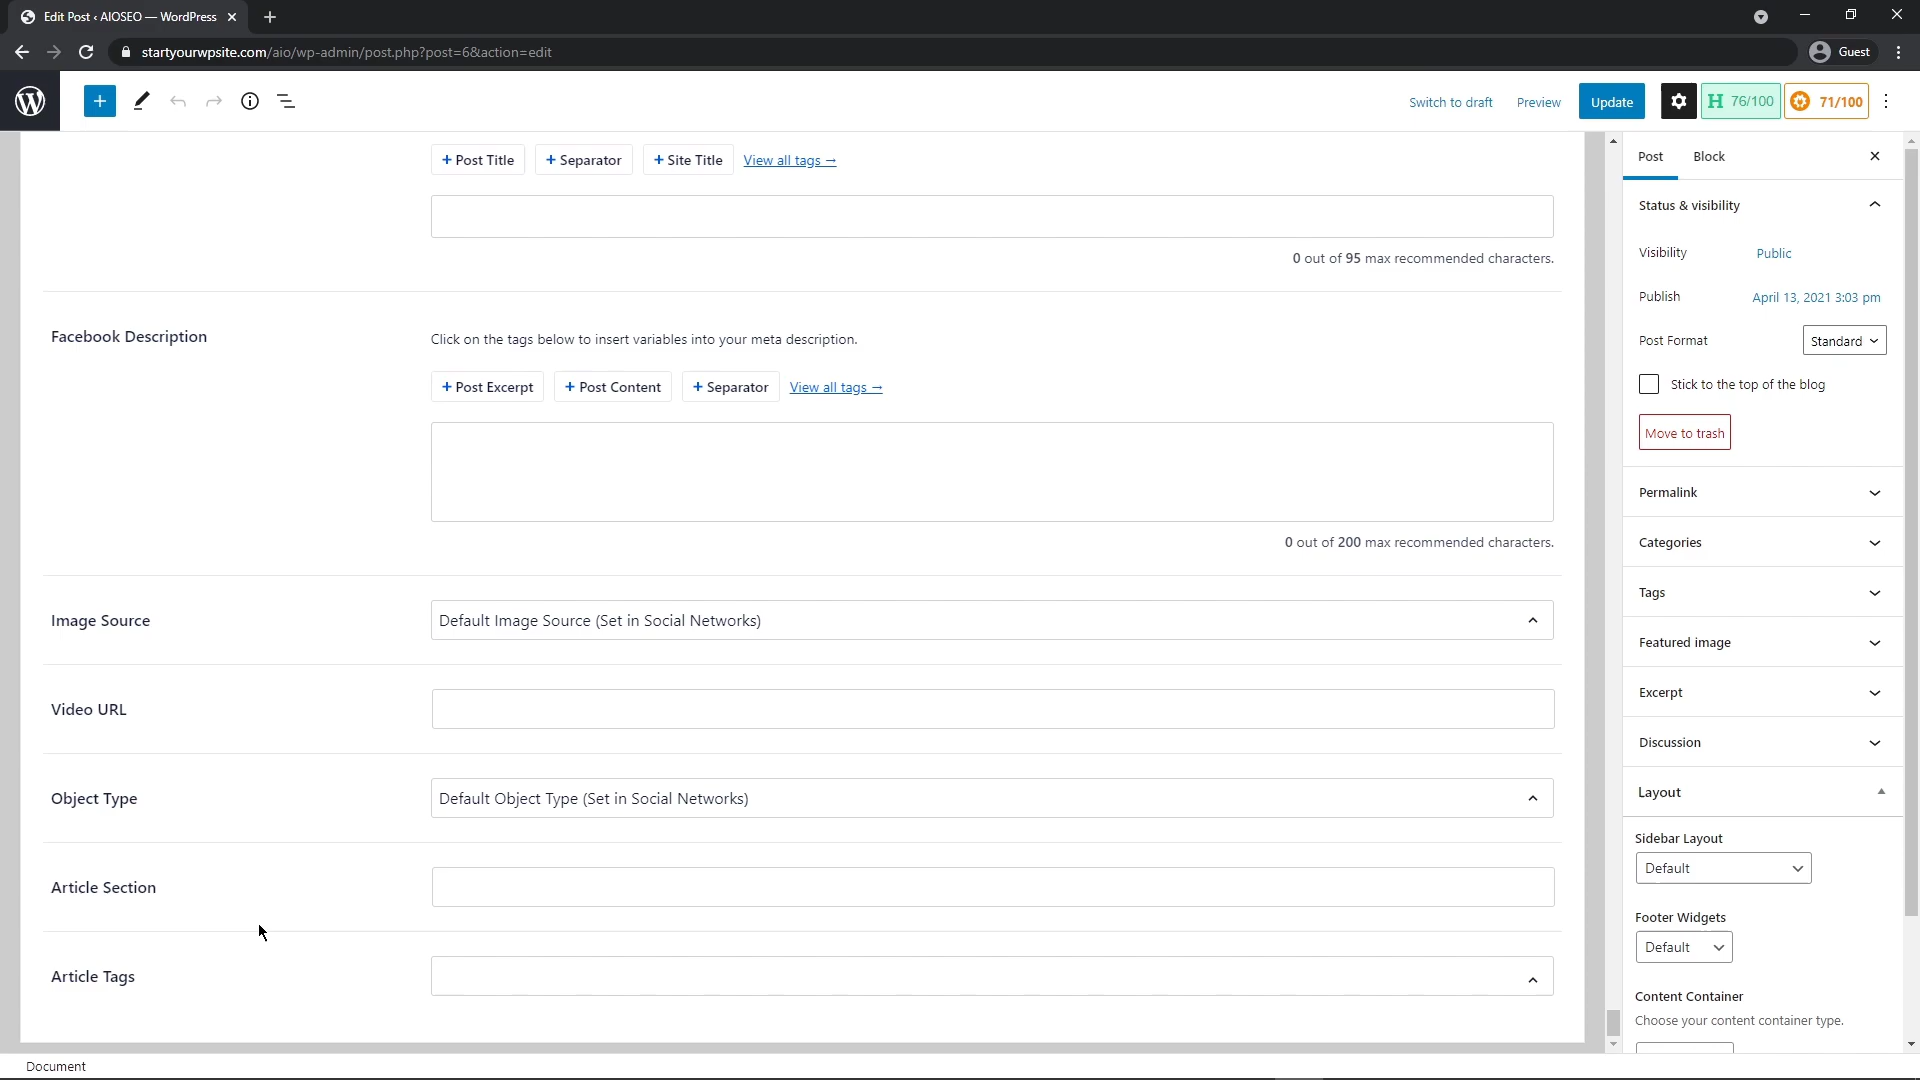 Edit Post ‹ AIOSEO — WordPress
startyourwpsite.com/aio/wp-admin/post.php?post=6&action=edit
Guest
Switch to draft
Preview
Update
H 76/100
71/100
+ Post Title
+ Separator
+ Site Title
View all tags →
0 out of 95 max recommended characters.
Facebook Description
Click on the tags below to insert variables into your meta description.
+ Post Excerpt
+ Post Content
+ Separator
View all tags →
0 out of 200 max recommended characters.
Image Source
Default Image Source (Set in Social Networks)
Video URL
Object Type
Default Object Type (Set in Social Networks)
Article Section
Article Tags
Document
Post
Block
Status & visibility
Visibility
Public
Publish
April 13, 2021 3:03 pm
Post Format
Standard
Stick to the top of the blog
Move to trash
Permalink
Categories
Tags
Featured image
Excerpt
Discussion
Layout
Sidebar Layout
Default
Footer Widgets
Default
Content Container
Choose your content container type.